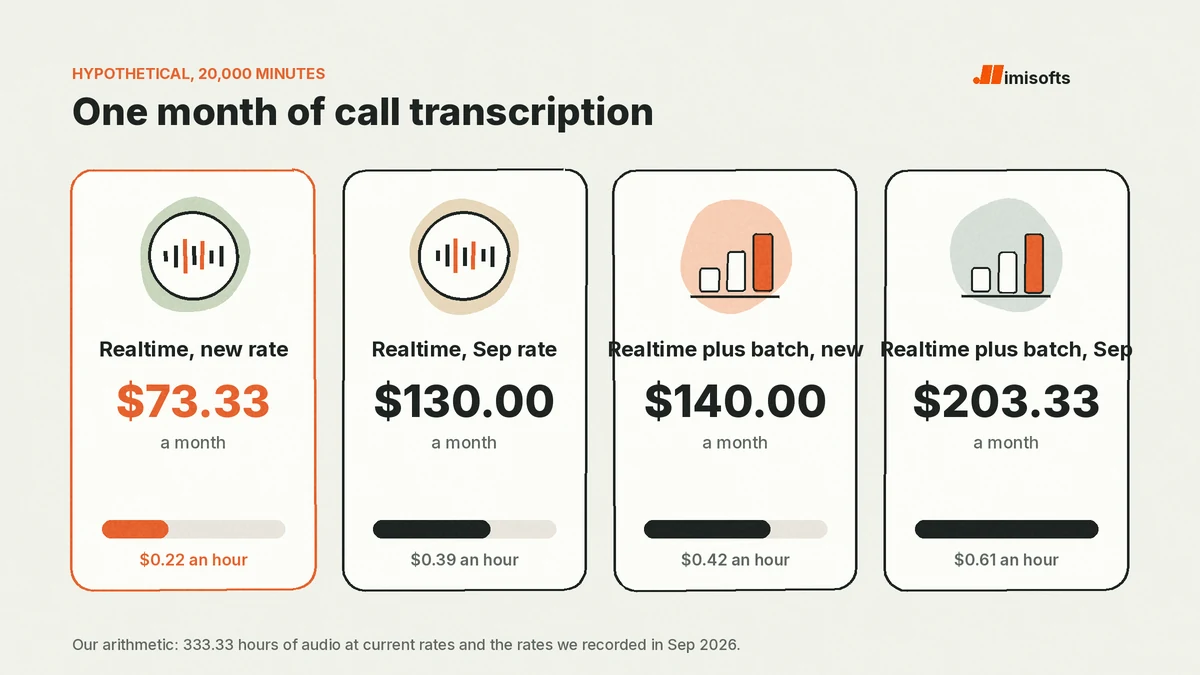 HYPOTHETICAL, 20,000 MINUTES
One month of call transcription
imisofts
Realtime, new rate
$73.33
a month
$0.22 an hour
Realtime, Sep rate
$130.00
a month
$0.39 an hour
Realtime plus batch, new
$140.00
a month
$0.42 an hour
Realtime plus batch, Sep
$203.33
a month
$0.61 an hour
Our arithmetic: 333.33 hours of audio at current rates and the rates we recorded in Sep 2026.